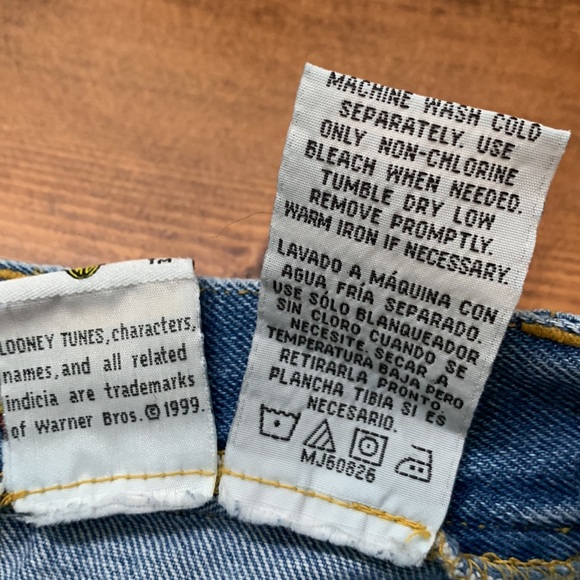 TM
LOONEY TUNES, characters,
names, and all related
indicia are trademarks
of Warner Bros. © 1999.
MACHINE WASH COLD
SEPARATELY. USE
ONLY NON-CHLORINE
BLEACH WHEN NEEDED.
TUMBLE DRY LOW
REMOVE PROMPTLY.
WARM IRON IF NECESSARY.
LAVADO A MÁQUINA CON
AGUA FRÍA SEPARADO.
USE SÓLO BLANQUEADOR
SIN CLORO CUANDO SE
NECESITE. SECAR A
TEMPERATURA BAJA PERO
RETIRARLA PRONTO.
PLANCHA TIBIA SI ES
NECESARIO.
MJ60626